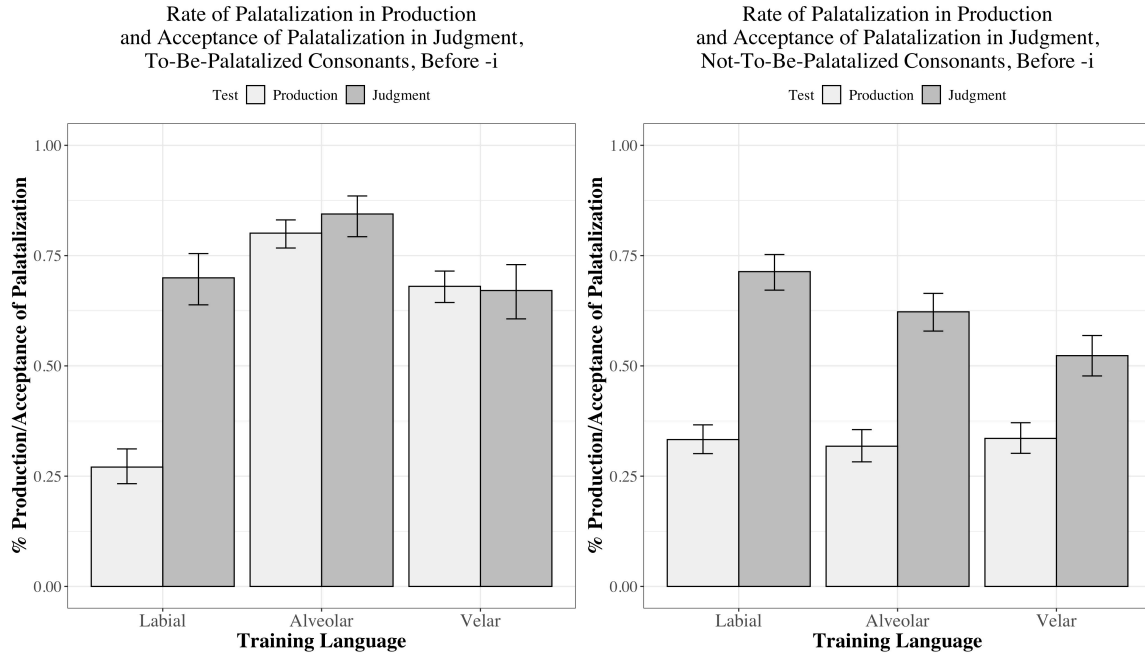 Rate of Palatalization in Production
and Acceptance of Palatalization in Judgment,
To-Be-Palatalized Consonants, Before -i
Test Production Judgment
% Production/Acceptance of Palatalization
1.00
0.75
0.50
0.25
0.00
Labial Alveolar Velar
Training Language
Rate of Palatalization in Production
and Acceptance of Palatalization in Judgment,
Not-To-Be-Palatalized Consonants, Before -i
Test Production Judgment
% Production/Acceptance of Palatalization
1.00
0.75
0.50
0.25
0.00
Labial Alveolar Velar
Training Language